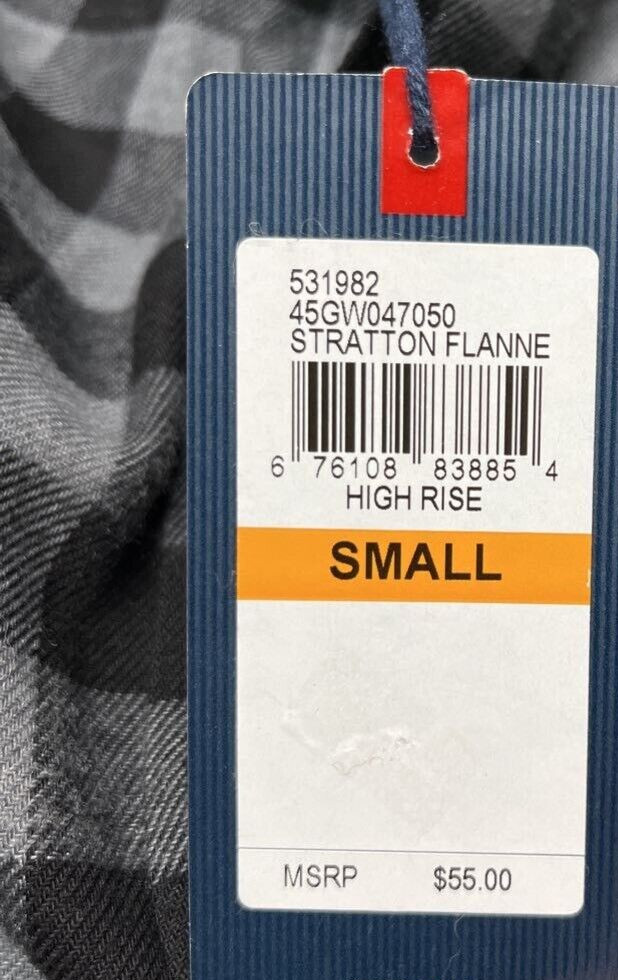 531982
45GW047050
STRATTON FLANNE
6 76108 83885 4
HIGH RISE
SMALL
MSRP $55.00